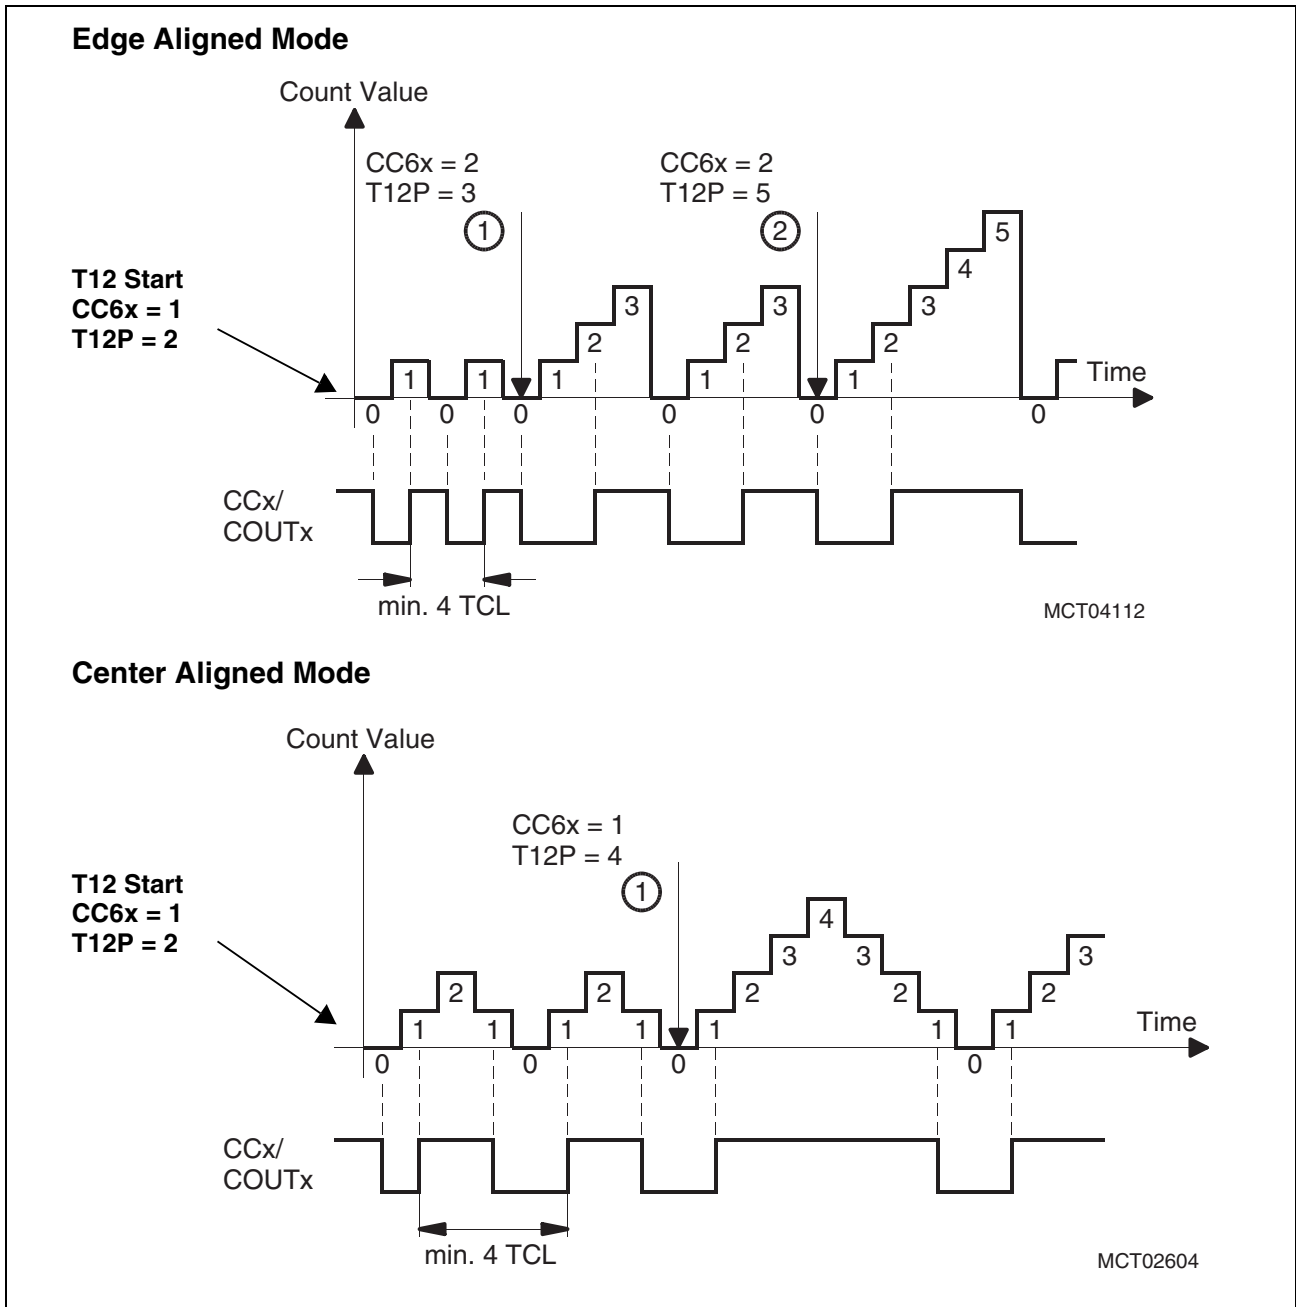 Edge Aligned Mode
Count Value
CC6x = 2
T12P = 3
1
CC6x = 2
T12P = 5
2
T12 Start
CC6x = 1
T12P = 2
5
4
3
3
3
2
2
2
1
1
1
1
1
Time
0
0
0
0
0
0
CCx/
COUTx
min. 4 TCL
MCT04112
Center Aligned Mode
Count Value
CC6x = 1
T12P = 4
1
T12 Start
CC6x = 1
T12P = 2
4
3
3
3
2
2
2
2
2
1
1
1
1
1
1
1
Time
0
0
0
0
CCx/
COUTx
min. 4 TCL
MCT02604